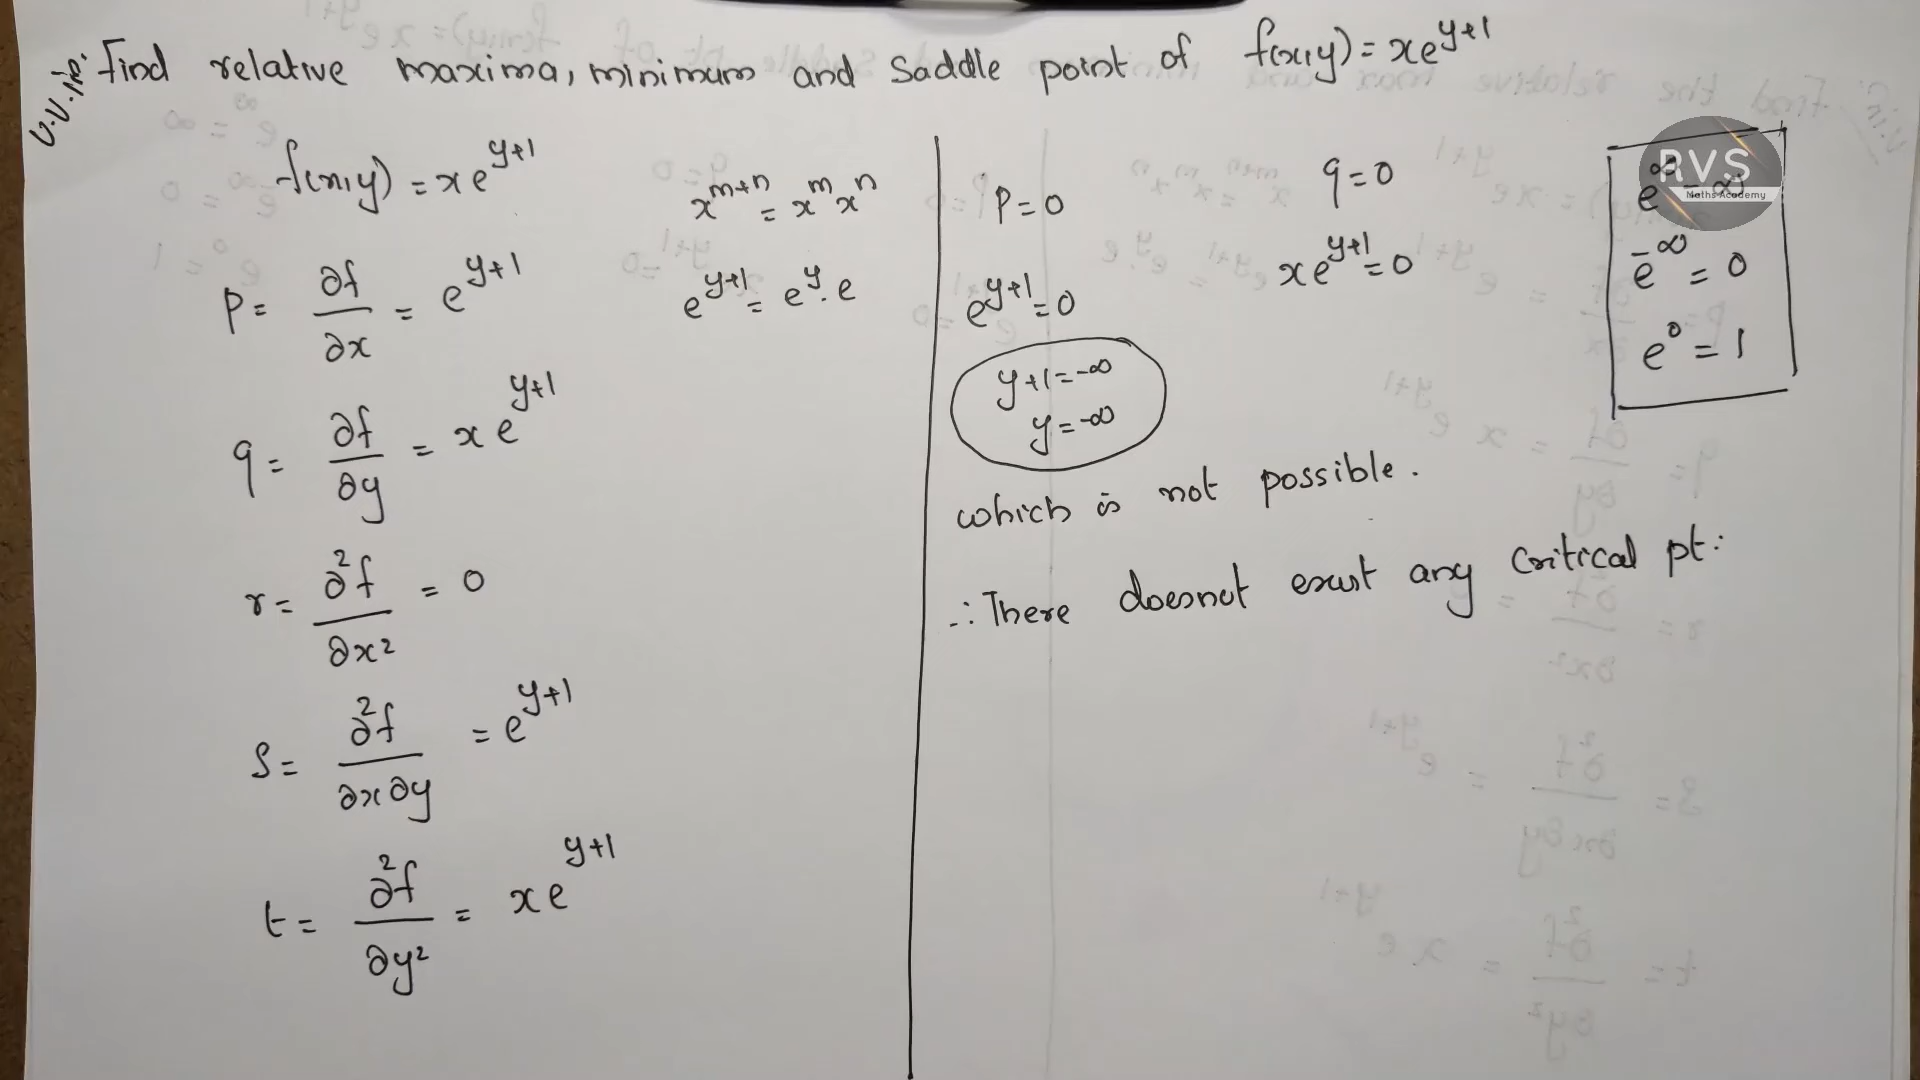 V.V.Ip. Find relative maxima, minimum and saddle point of f(x,y) = xe^{y+1}
f(x,y) = xe^{y+1}
x^{m+n} = x^m x^n
P = ∂f/∂x = e^{y+1}
e^{y+1} = e^y . e
q = ∂f/∂y = xe^{y+1}
r = ∂²f/∂x² = 0
S = ∂²f/∂x∂y = e^{y+1}
t = ∂²f/∂y² = xe^{y+1}
P = 0
q = 0
e^{y+1} = 0
xe^{y+1} = 0
y+1 = -∞
y = -∞
which is not possible.
∴ There doesnot exist any critical pt:
e^∞ = ∞
e^{-∞} = 0
e^0 = 1
RVS
Maths Academy